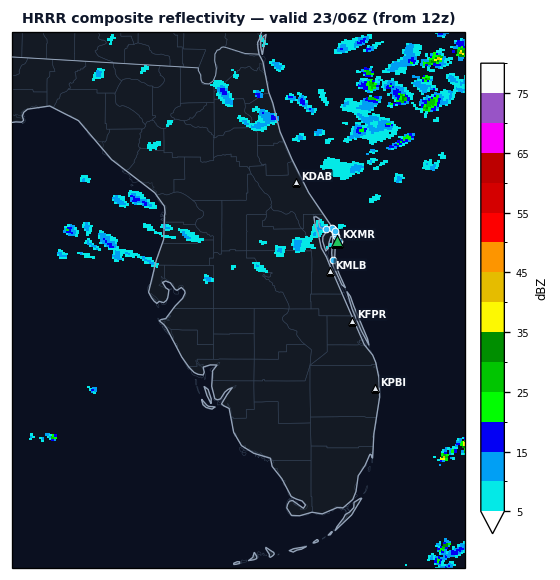 HRRR composite reflectivity — valid 23/06Z (from 12z)
KDAB
KXMR
KMLB
KFPR
KPBI
75
65
55
45
35
25
15
5
dBZ